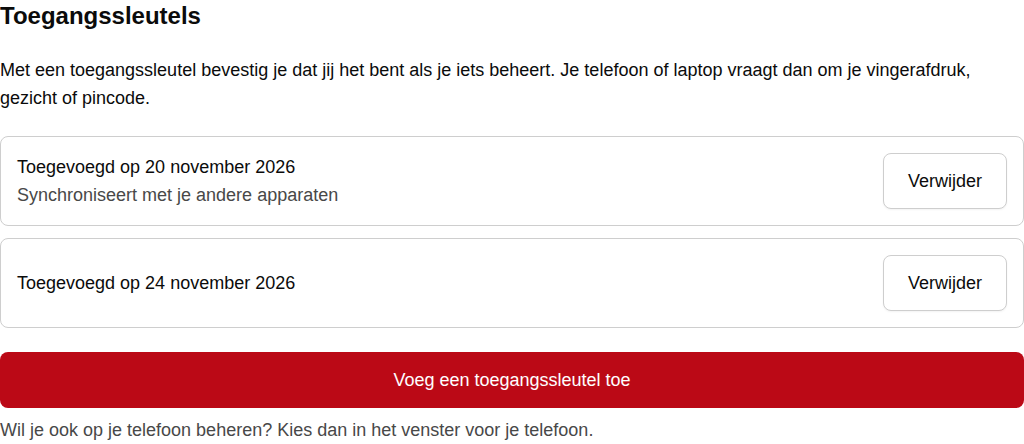 Toegangssleutels
Met een toegangssleutel bevestig je dat jij het bent als je iets beheert. Je telefoon of laptop vraagt dan om je vingerafdruk,
gezicht of pincode.
Toegevoegd op 20 november 2026
Synchroniseert met je andere apparaten
Verwijder
Toegevoegd op 24 november 2026
Verwijder
Voeg een toegangssleutel toe
Wil je ook op je telefoon beheren? Kies dan in het venster voor je telefoon.